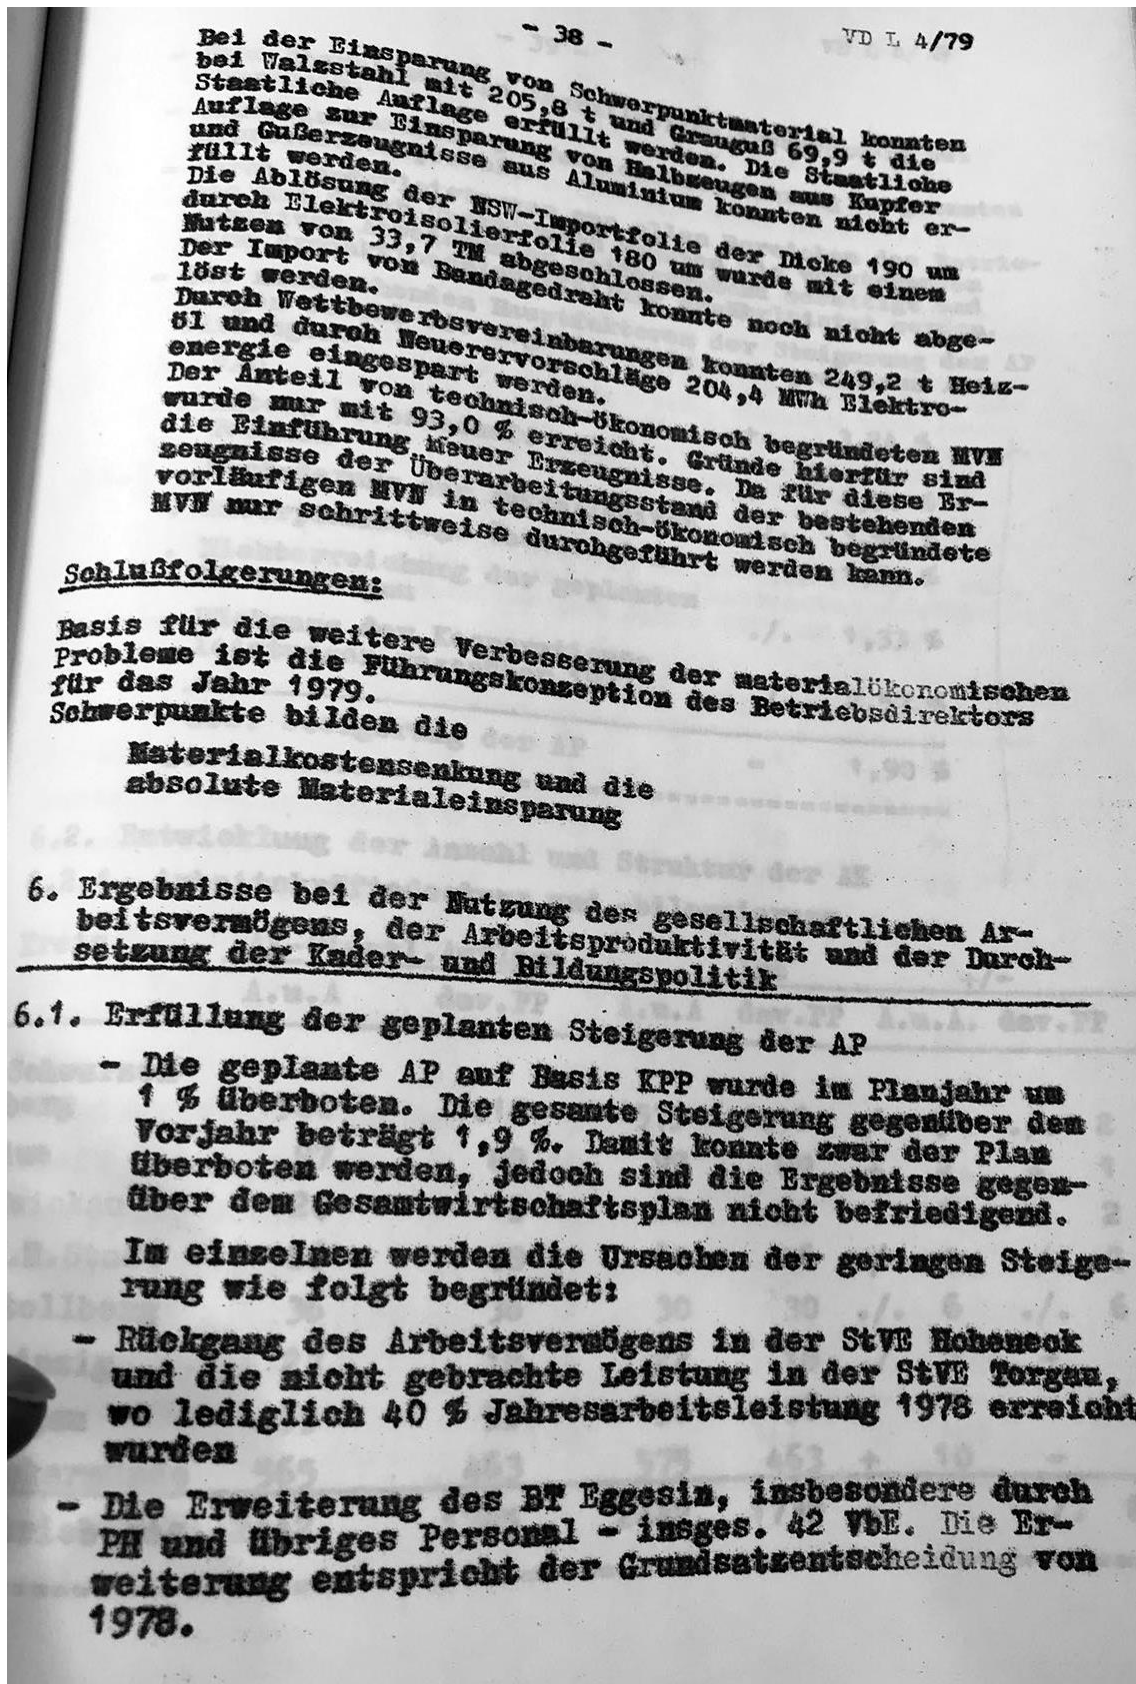 - 38 -
VD L 4/79
Bei der Einsparung von Schwerpunktmaterial konnten
bei Walzstahl mit 205,8 t und Grauguß 69,9 t die
Staatliche Auflage erfüllt werden. Die Staatliche
Auflage zur Einsparung von Halbzeugen aus Kupfer
und Gußerzeugnisse aus Aluminium konnten nicht er-
füllt werden.
Die Ablösung der NSW-Importfolie der Dicke 190 um
durch Elektroisolierfolie 180 um wurde mit einem
Nutzen von 33,7 TM abgeschlossen.
Der Import von Bandagedraht konnte noch nicht abge-
löst werden.
Durch Wettbewerbsvereinbarungen konnten 249,2 t Heiz-
öl und durch Neuerervorschläge 204,4 MWh Elektro-
energie eingespart werden.
Der Anteil von technisch-ökonomisch begründeten MVN
wurde nur mit 93,0 % erreicht. Gründe hierfür sind
die Einführung neuer Erzeugnisse. Da für diese Er-
zeugnisse der Überarbeitungsstand der bestehenden
vorläufigen MVN in technisch-ökonomisch begründete
MVN nur schrittweise durchgeführt werden kann.
Schlußfolgerungen:
Basis für die weitere Verbesserung der materialökonomischen
Probleme ist die Führungskonzeption des Betriebsdirektors
für das Jahr 1979.
Schwerpunkte bilden die
Materialkostensenkung und die
absolute Materialeinsparung
6. Ergebnisse bei der Nutzung des gesellschaftlichen Ar-
beitsvermögens, der Arbeitsproduktivität und der Durch-
setzung der Kader- und Bildungspolitik
6.1. Erfüllung der geplanten Steigerung der AP
- Die geplante AP auf Basis KPP wurde im Planjahr um
1 % überboten. Die gesamte Steigerung gegenüber dem
Vorjahr beträgt 1,9 %. Damit konnte zwar der Plan
überboten werden, jedoch sind die Ergebnisse gegen-
über dem Gesamtwirtschaftsplan nicht befriedigend.
Im einzelnen werden die Ursachen der geringen Steige-
rung wie folgt begründet:
- Rückgang des Arbeitsvermögens in der StVE Hoheneck
und die nicht gebrachte Leistung in der StVE Torgau,
wo lediglich 40 % Jahresarbeitsleistung 1978 erreicht
wurden
- Die Erweiterung des BT Eggesin, insbesondere durch
PH und übriges Personal - insges. 42 VbE. Die Er-
weiterung entspricht der Grundsatzentscheidung von
1978.